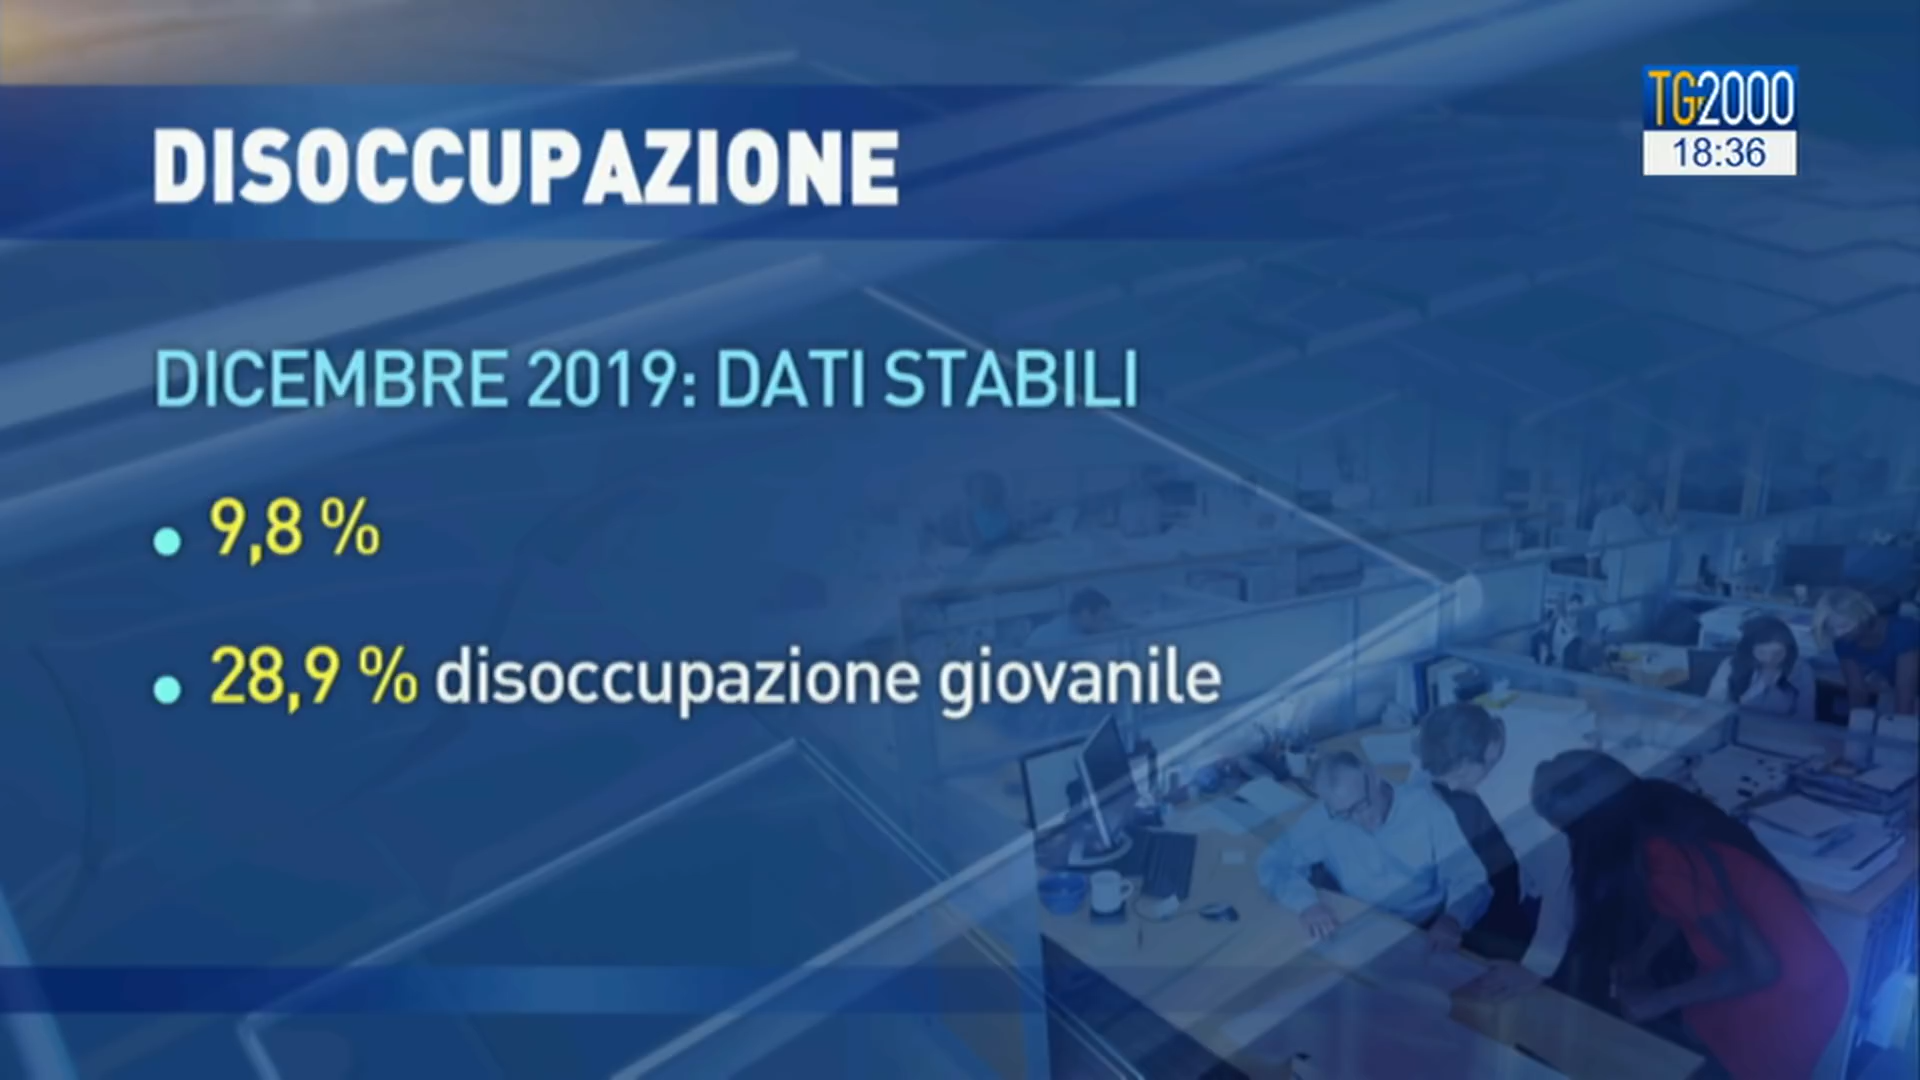 TG2000
18:36
DISOCCUPAZIONE
DICEMBRE 2019: DATI STABILI
• 9,8 %
• 28,9 % disoccupazione giovanile